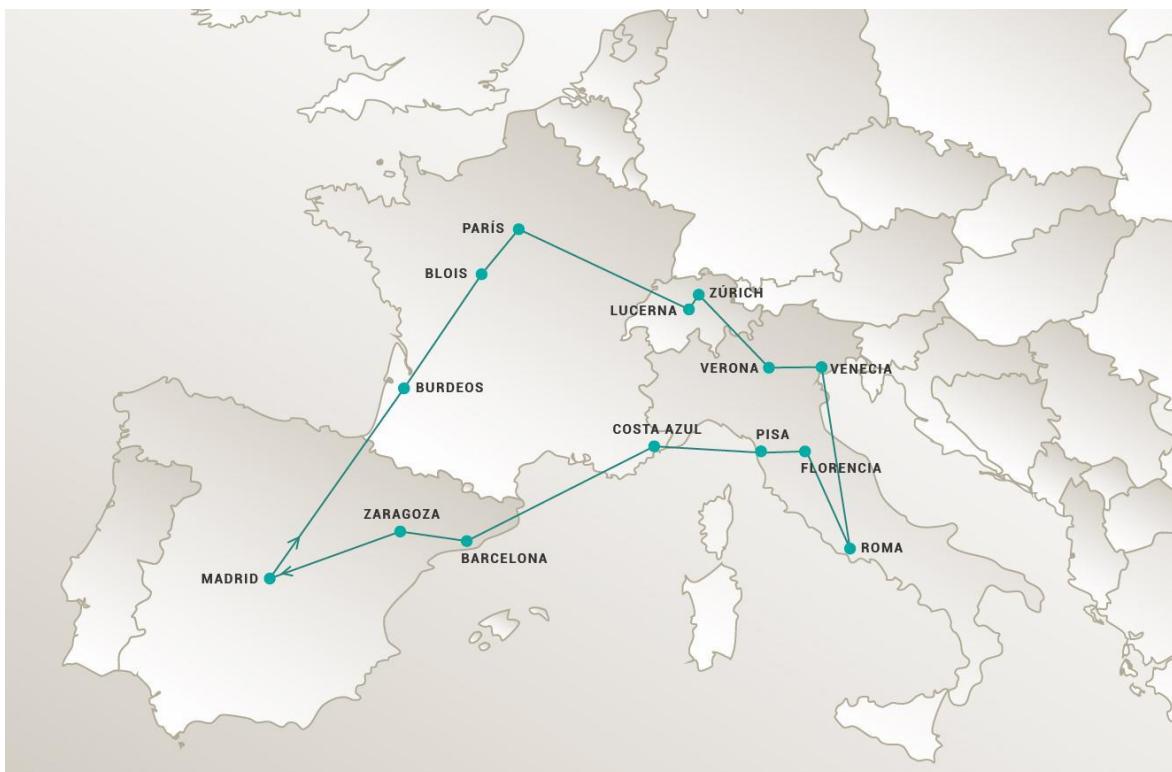 PARÍS
BLOIS
ZÚRICH
LUCERNA
VERONA
VENECIA
BURDEOS
COSTA AZUL
PISA
FLORENCIA
ZARAGOZA
BARCELONA
ROMA
MADRID